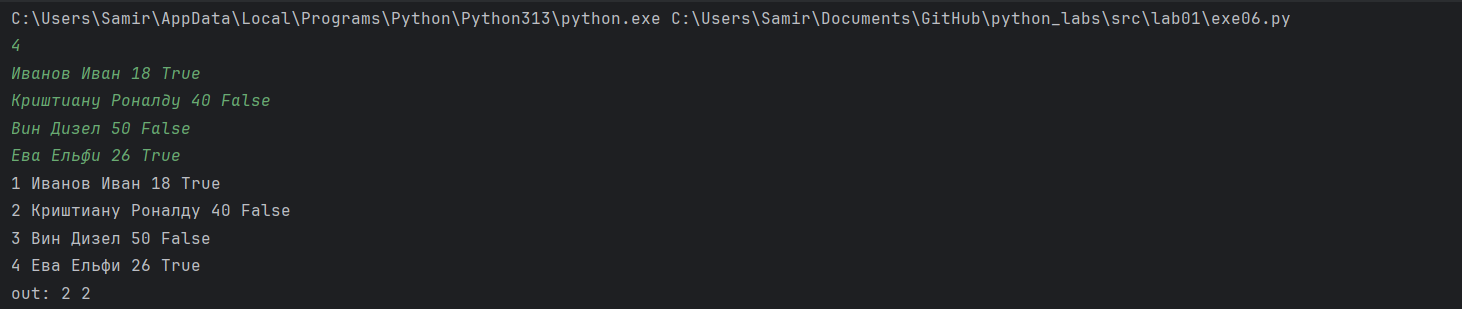 C:\Users\Samir\AppData\Local\Programs\Python\Python313\python.exe C:\Users\Samir\Documents\GitHub\python_labs\src\lab01\exe06.py
4
Иванов Иван 18 True
Криштиану Роналду 40 False
Вин Дизел 50 False
Ева Ельфи 26 True
1 Иванов Иван 18 True
2 Криштиану Роналду 40 False
3 Вин Дизел 50 False
4 Ева Ельфи 26 True
out: 2 2